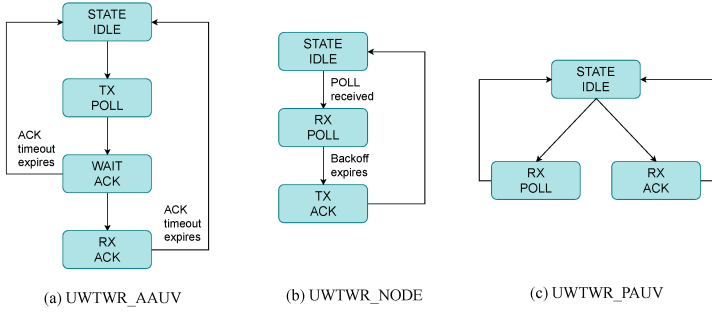 STATE
IDLE
TX
POLL
ACK
timeout
expires
WAIT
ACK
ACK
timeout
expires
RX
ACK
(a) UWTWR_AAUV
STATE
IDLE
POLL
received
RX
POLL
Backoff
expires
TX
ACK
(b) UWTWR_NODE
STATE
IDLE
RX
POLL
RX
ACK
(c) UWTWR_PAUV